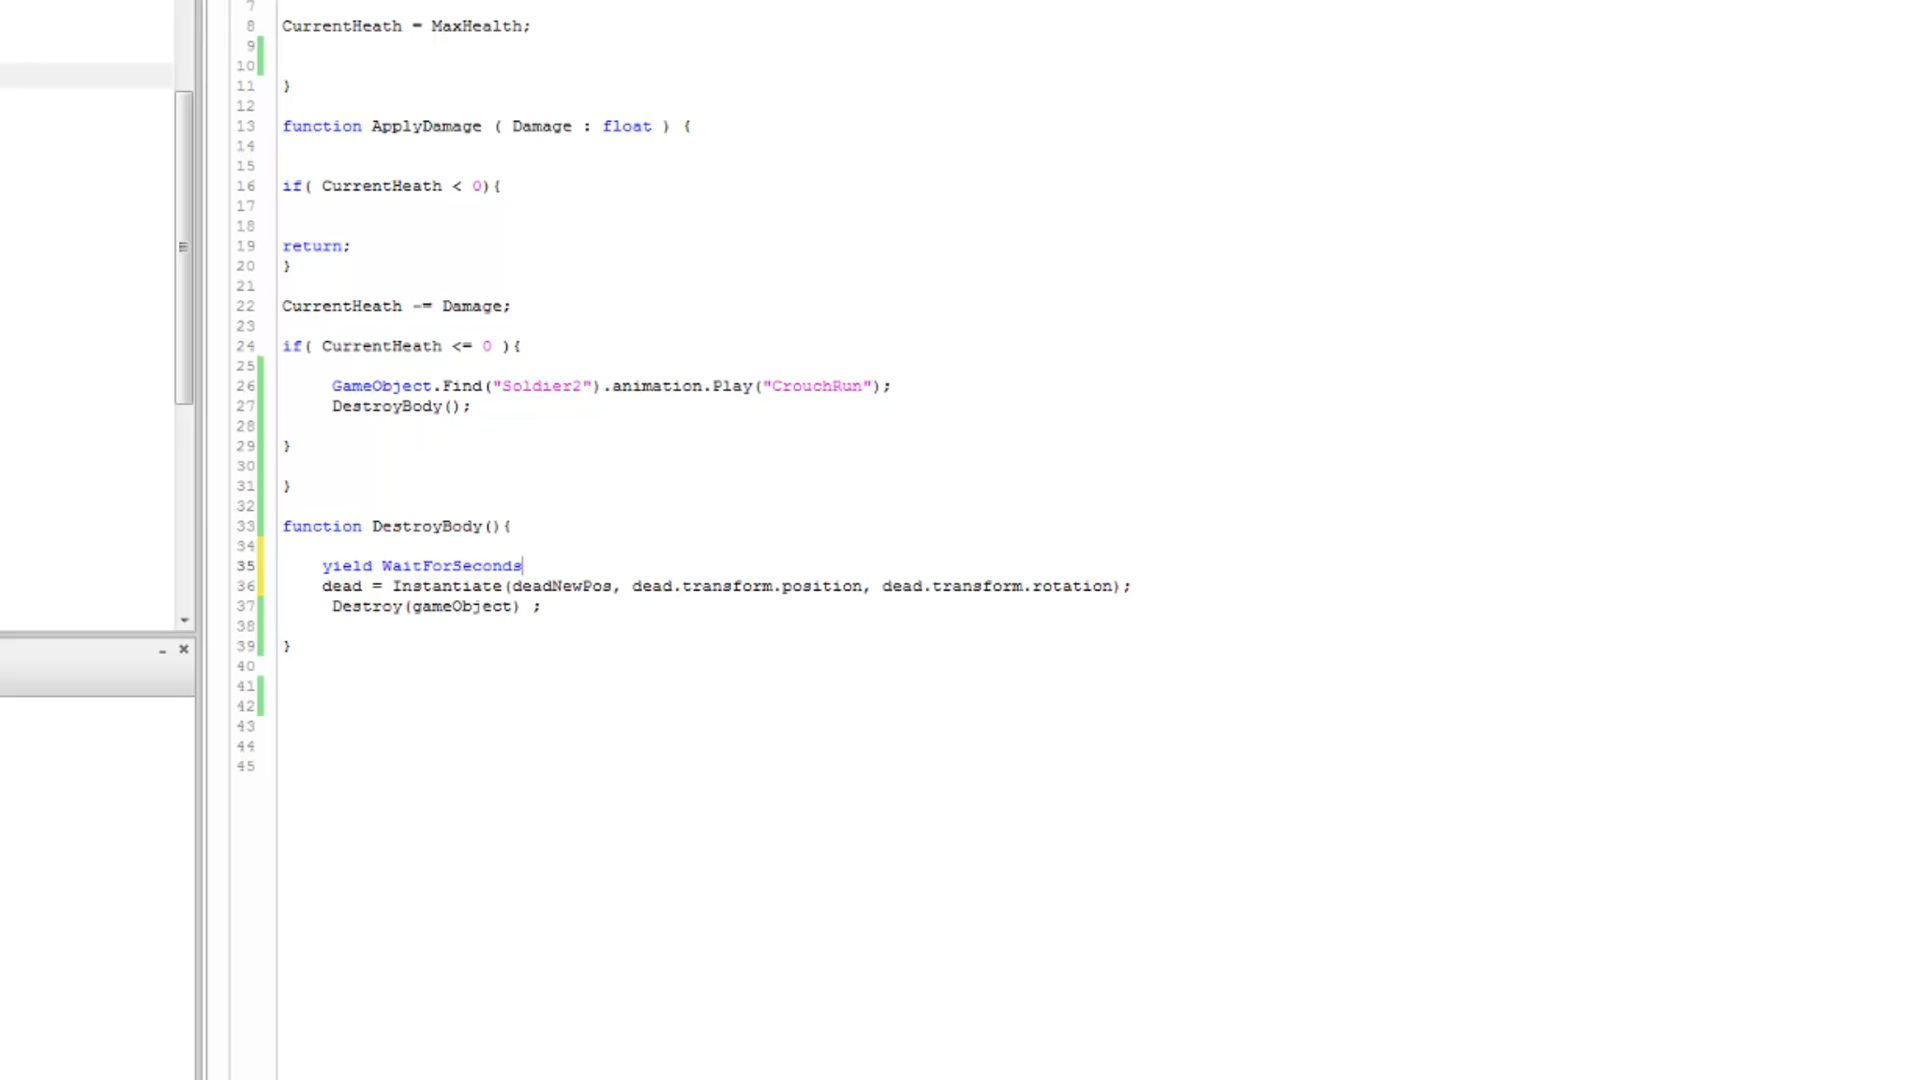 7
8 CurrentHeath = MaxHealth;
9
10
11 }
12
13 function ApplyDamage ( Damage : float ) {
14
15
16 if( CurrentHeath < 0){
17
18
19 return;
20 }
21
22 CurrentHeath -= Damage;
23
24 if( CurrentHeath <= 0 ){
25
26 GameObject.Find("Soldier2").animation.Play("CrouchRun");
27 DestroyBody();
28
29 }
30
31 }
32
33 function DestroyBody(){
34
35 yield WaitForSeconds
36 dead = Instantiate(deadNewPos, dead.transform.position, dead.transform.rotation);
37 Destroy(gameObject) ;
38
39 }
40
41
42
43
44
45